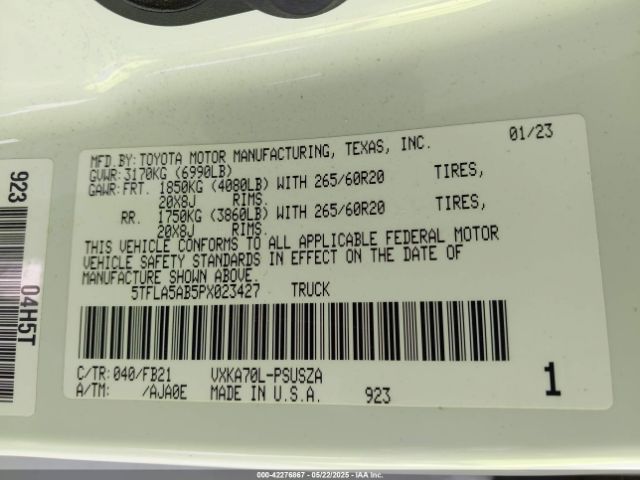 01/23
MFD.BY: TOYOTA MOTOR MANUFACTURING, TEXAS, INC.
GVWR: 3170KG (6990LB)
GAWR: FRT. 1850KG (4080LB) WITH 265/60R20 TIRES,
20X8J RIMS,
RR. 1750KG (3860LB) WITH 265/60R20 TIRES,
20X8J RIMS.
THIS VEHICLE CONFORMS TO ALL APPLICABLE FEDERAL MOTOR
VEHICLE SAFETY STANDARDS IN EFFECT ON THE DATE OF
MANUFACTURE SHOWN ABOVE.
5TFLA5AB5PX023427 TRUCK
C/TR: 040/FB21 VXKA70L-PSUSZA
A/TM: /AJA0E MADE IN U.S.A. 923
1
923
04H5T
000-42276867 - 05/22/2025 - IAAI, Inc.